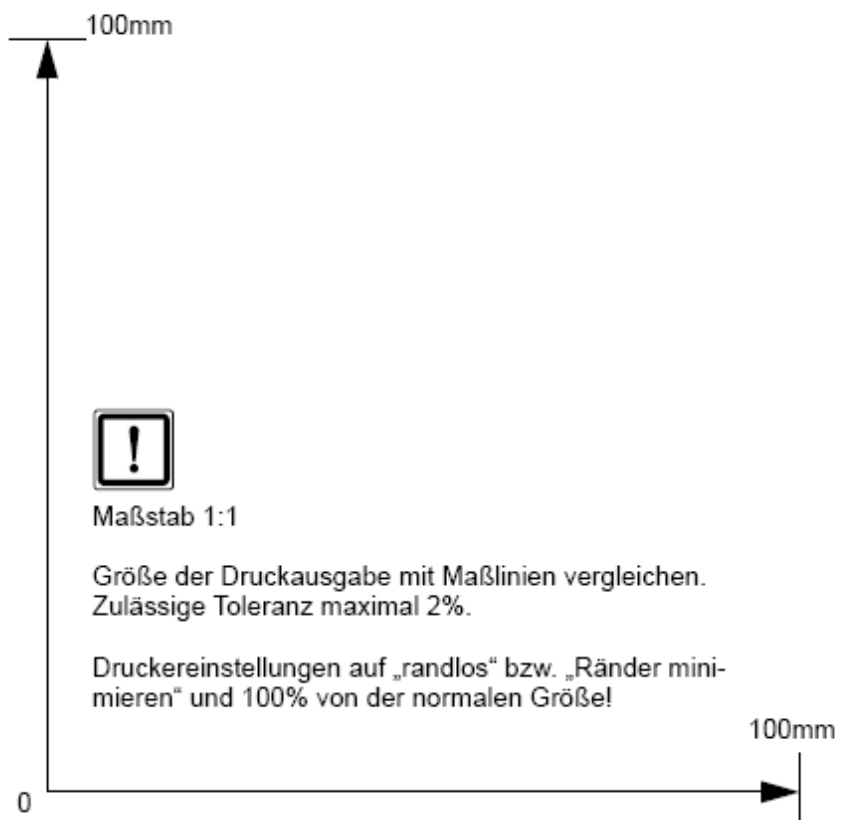 100mm
!
Maßstab 1:1
Größe der Druckausgabe mit Maßlinien vergleichen.
Zulässige Toleranz maximal 2%.
Druckereinstellungen auf „randlos“ bzw. „Ränder mini-
mieren“ und 100% von der normalen Größe!
100mm
0